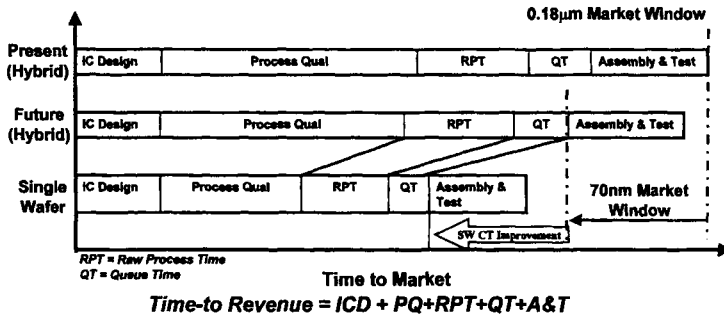 0.18µm Market Window
Present
(Hybrid)
IC Design
Process Qual
RPT
QT
Assembly & Test
Future
(Hybrid)
IC Design
Process Qual
RPT
QT
Assembly & Test
Single
Wafer
IC Design
Process Qual
RPT
QT
Assembly &
Test
70nm Market
Window
SW CT Improvement
RPT = Raw Process Time
QT = Queue Time
Time to Market
Time-to Revenue = ICD + PQ+RPT+QT+A&T